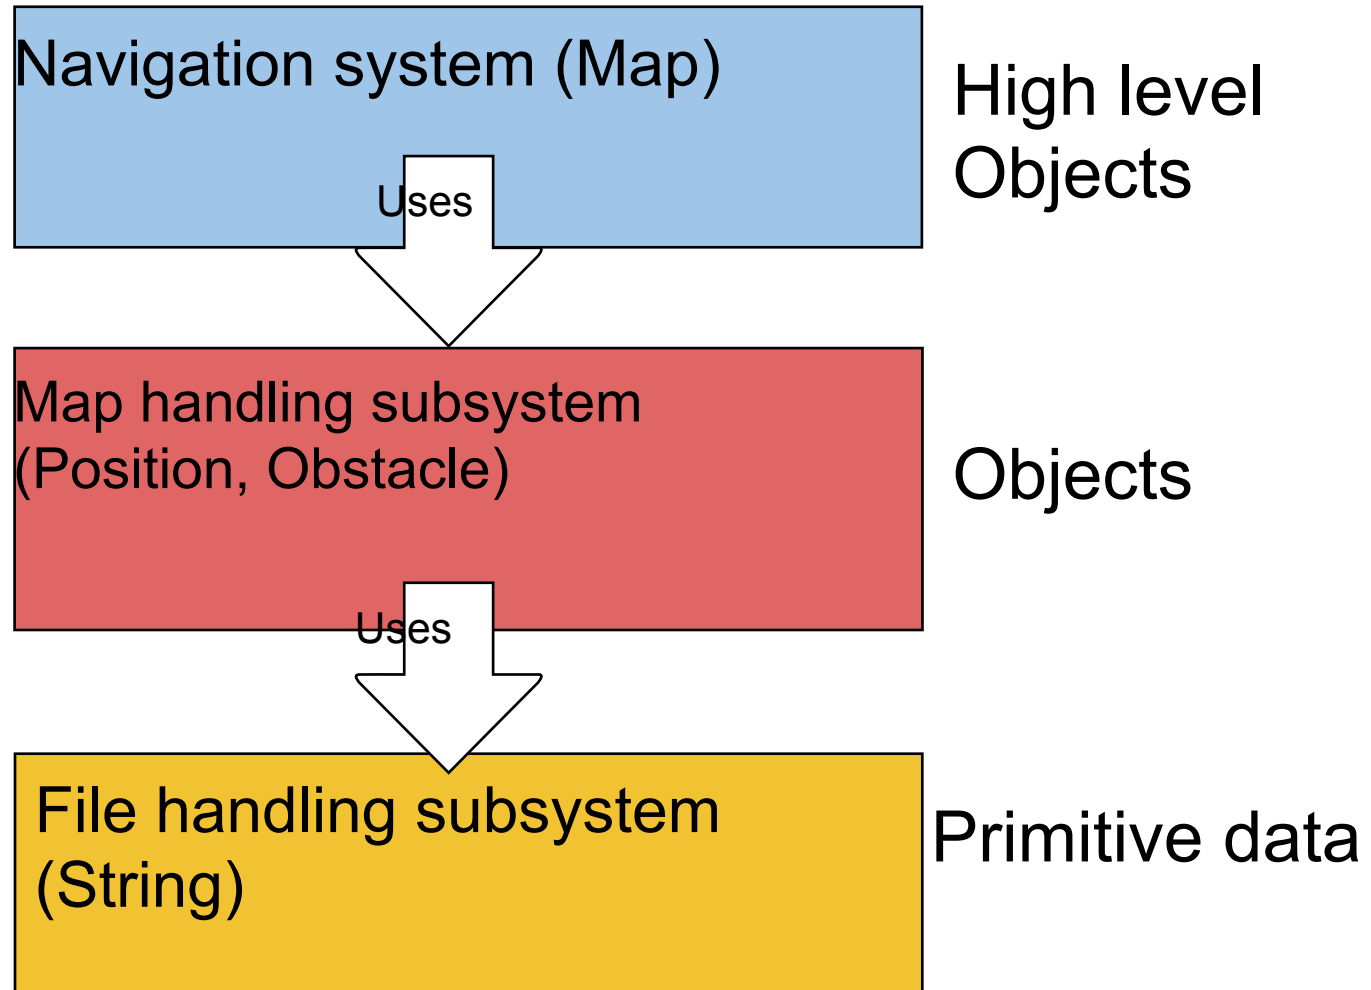 Navigation system (Map)
High level
Objects
Uses
Map handling subsystem
(Position, Obstacle)
Objects
Uses
File handling subsystem
(String)
Primitive data